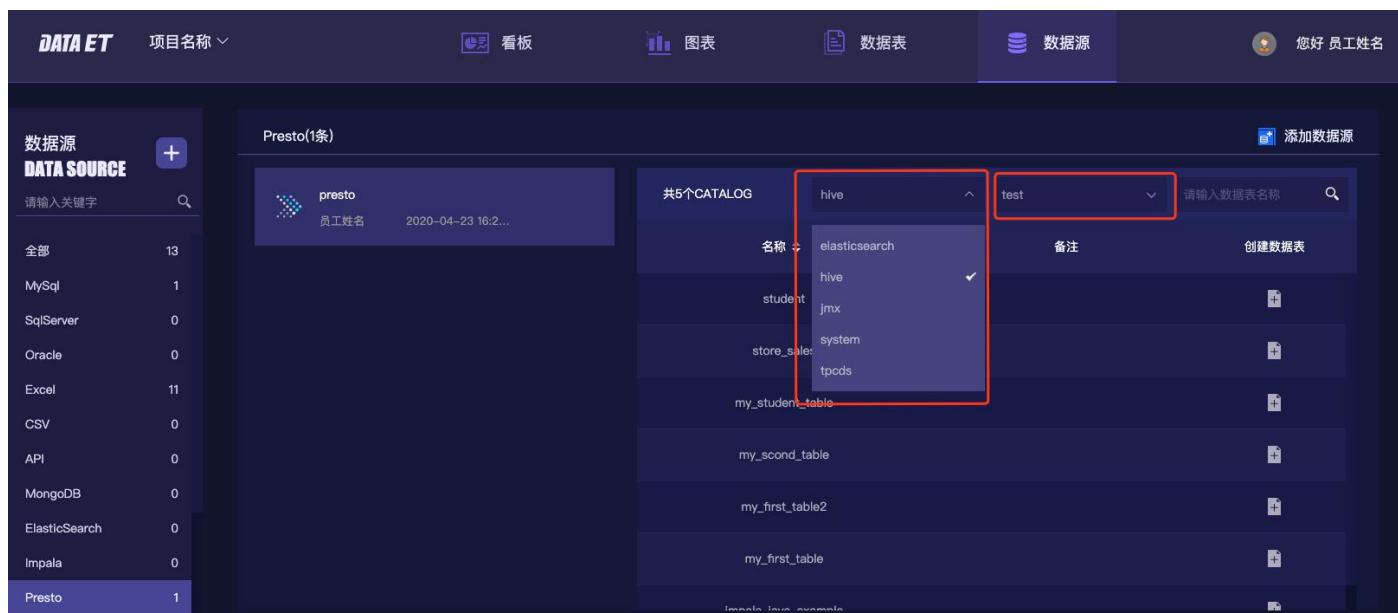 DATA ET 项目名称 看板 图表 数据表 数据源 您好 员工姓名
数据源
DATA SOURCE
请输入关键字
全部 13
MySql 1
SqlServer 0
Oracle 0
Excel 11
CSV 0
API 0
MongoDB 0
ElasticSearch 0
Impala 0
Presto 1
Presto(1条) 添加数据源
presto
员工姓名 2020-04-23 16:2...
共5个CATALOG hive test 请输入数据表名称
名称 备注 创建数据表
elasticsearch
hive
jmx
system
tpcds
student
store_sales
my_student_table
my_scond_table
my_first_table2
my_first_table
impala_java_example